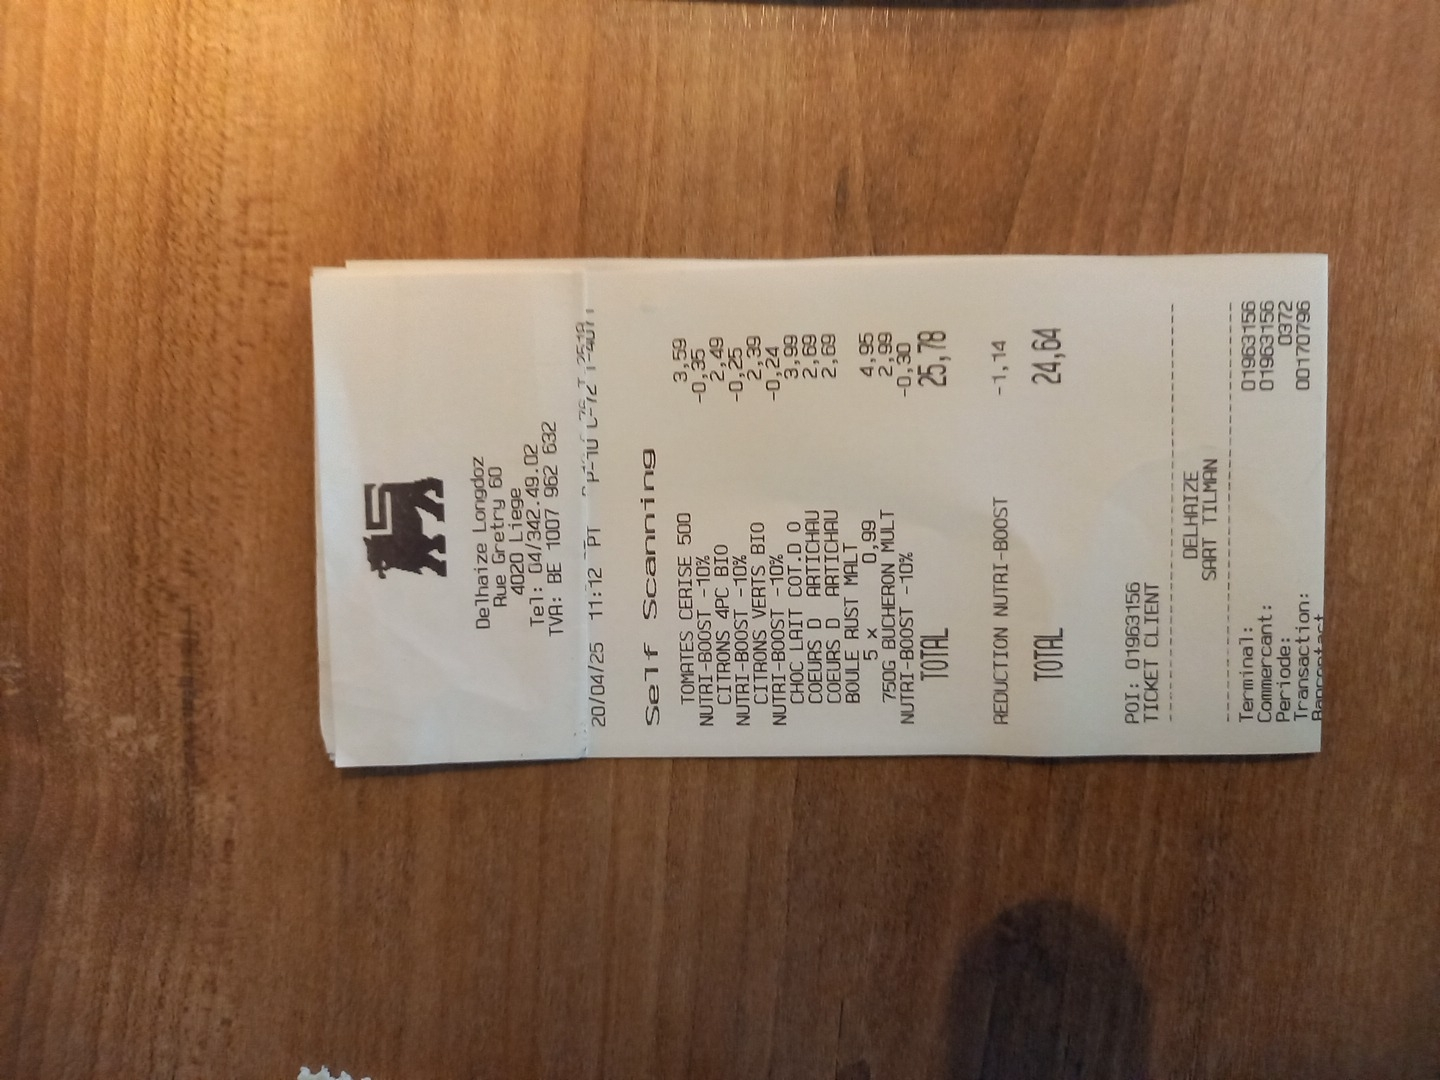 Delhaize Longdoz
Rue Gretry 60
4020 Liege
Tel: 04/342.49.02
TVA: BE 1007 962 632
20/04/25 11:12 PT
Self Scanning
TOMATES CERISE 500 3,59
NUTRI-BOOST -10% -0,35
CITRONS 4PC BIO 2,49
NUTRI-BOOST -10% -0,25
CITRONS VERTS BIO 2,39
NUTRI-BOOST -10% -0,24
CHOC LAIT COT.D O 3,99
COEURS D ARTICHAU 2,69
COEURS D ARTICHAU 2,69
BOULE RUST MALT
5 x 0,99 4,95
750G BUCHERON MULT 2,99
NUTRI-BOOST -10% -0,30
TOTAL 25,78
REDUCTION NUTRI-BOOST -1,14
TOTAL 24,64
POI: 01963156
TICKET CLIENT
DELHAIZE
SART TILMAN
Terminal: 01963156
Commercant: 01963156
Periode: 0372
Transaction: 00170796
Bancontact